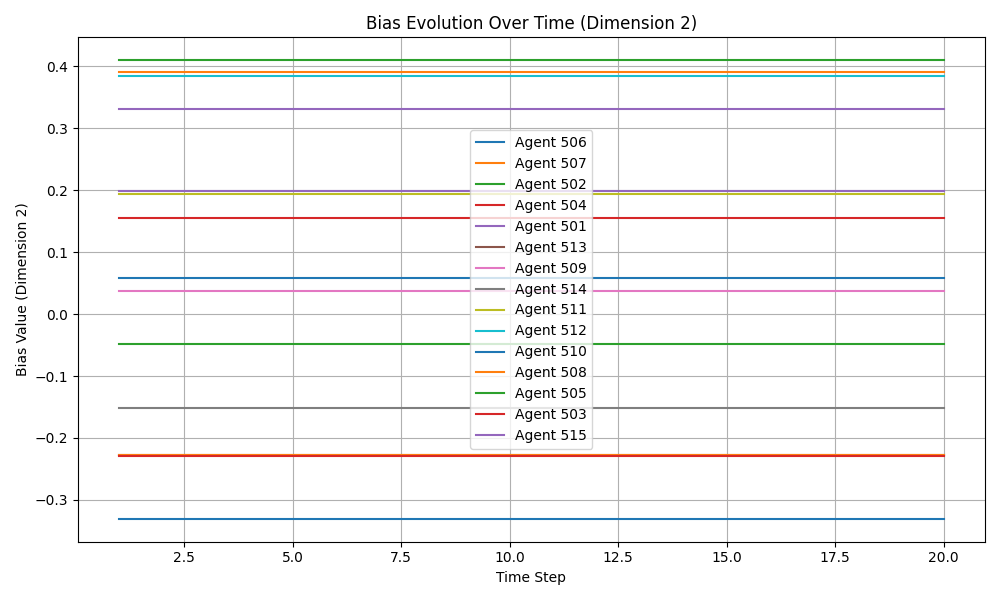 Bias Evolution Over Time (Dimension 2)
Bias Value (Dimension 2)
0.4
0.3
0.2
0.1
0.0
−0.1
−0.2
−0.3
Agent 506
Agent 507
Agent 502
Agent 504
Agent 501
Agent 513
Agent 509
Agent 514
Agent 511
Agent 512
Agent 510
Agent 508
Agent 505
Agent 503
Agent 515
2.5 5.0 7.5 10.0 12.5 15.0 17.5 20.0
Time Step